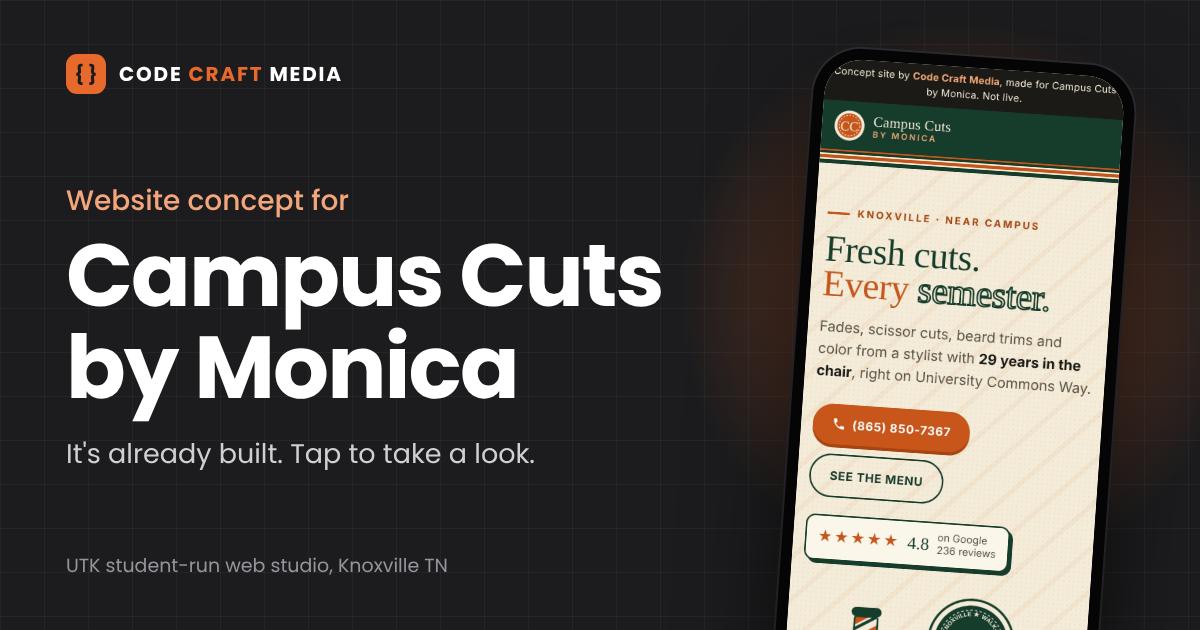 { } CODE CRAFT MEDIA
Website concept for
Campus Cuts
by Monica
It's already built. Tap to take a look.
UTK student-run web studio, Knoxville TN
Concept site by Code Craft Media, made for Campus Cuts
by Monica. Not live.
CC
Campus Cuts
BY MONICA
KNOXVILLE · NEAR CAMPUS
Fresh cuts.
Every semester.
Fades, scissor cuts, beard trims and
color from a stylist with 29 years in the
chair, right on University Commons Way.
(865) 850-7367
SEE THE MENU
★★★★★ 4.8 on Google
236 reviews